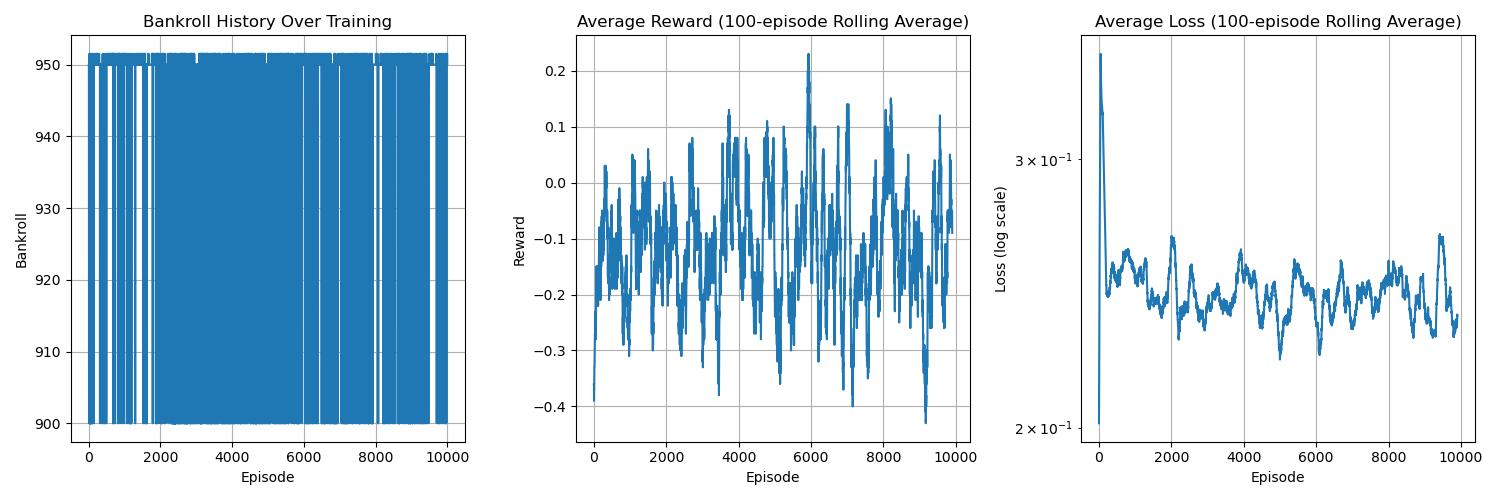 Bankroll History Over Training
Bankroll
950
940
930
920
910
900
0 2000 4000 6000 8000 10000
Episode
Average Reward (100-episode Rolling Average)
Reward
0.2
0.1
0.0
−0.1
−0.2
−0.3
−0.4
0 2000 4000 6000 8000 10000
Episode
Average Loss (100-episode Rolling Average)
Loss (log scale)
3 × 10⁻¹
2 × 10⁻¹
0 2000 4000 6000 8000 10000
Episode